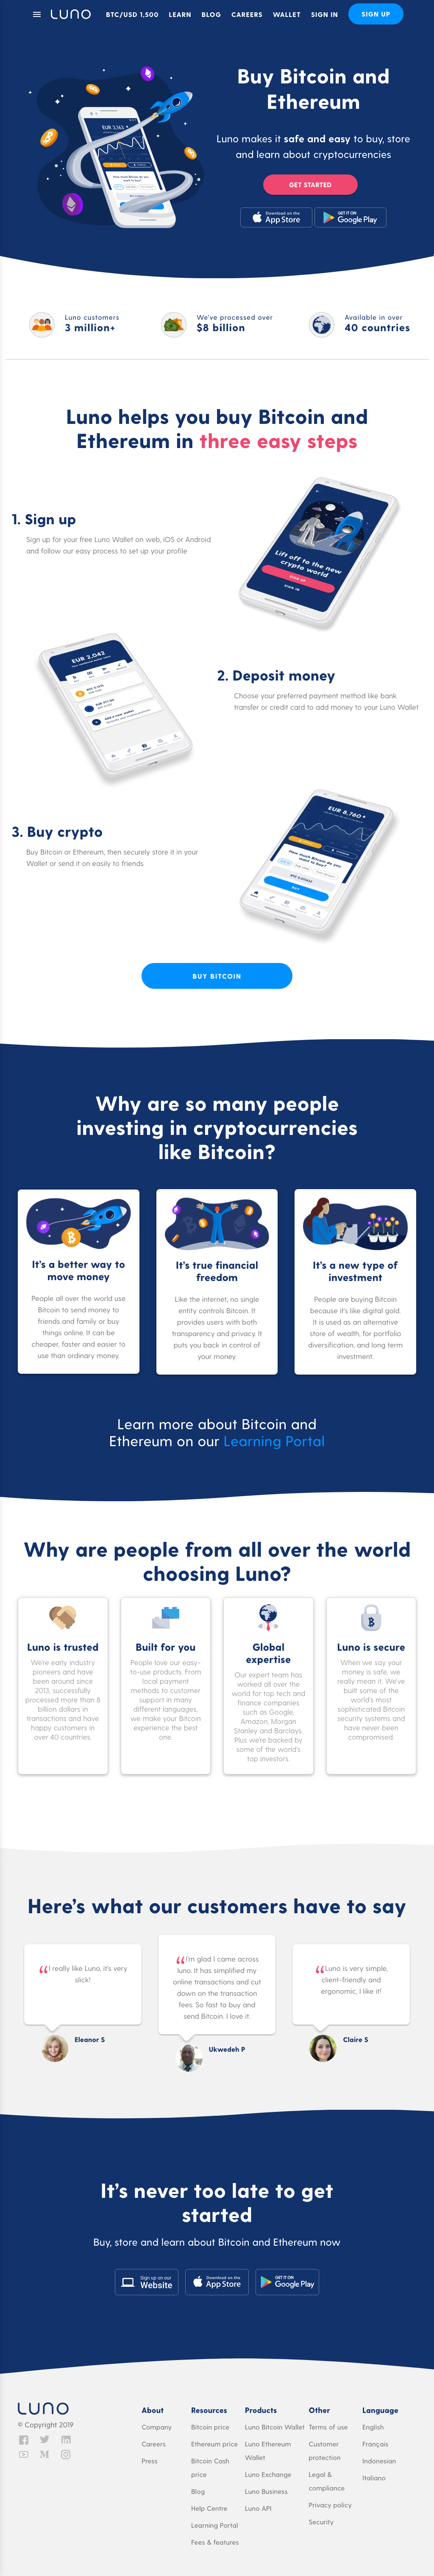 LUNO
BTC/USD 1,500
LEARN
BLOG
CAREERS
WALLET
SIGN IN
SIGN UP
Buy Bitcoin and
Ethereum
Luno makes it safe and easy to buy, store
and learn about cryptocurrencies
GET STARTED
Download on the
App Store
GET IT ON
Google Play
Luno customers
3 million+
We've processed over
$8 billion
Available in over
40 countries
Luno helps you buy Bitcoin and
Ethereum in three easy steps
1. Sign up
Sign up for your free Luno Wallet on web, iOS or Android
and follow our easy process to set up your profile
Lift off to the new
crypto world
SIGN UP
SIGN IN
EUR 2,042
2. Deposit money
Choose your preferred payment method like bank
transfer or credit card to add money to your Luno Wallet
3. Buy crypto
Buy Bitcoin or Ethereum, then securely store it in your
Wallet or send it on easily to friends
EUR 8,760
How much Bitcoin do you
want to buy?
BUY
BUY BITCOIN
Why are so many people
investing in cryptocurrencies
like Bitcoin?
It's a better way to
move money
People all over the world use
Bitcoin to send money to
friends and family or buy
things online. It can be
cheaper, faster and easier to
use than ordinary money.
It's true financial
freedom
Like the internet, no single
entity controls Bitcoin. It
provides users with both
transparency and privacy. It
puts you back in control of
your money.
It's a new type of
investment
People are buying Bitcoin
because it's like digital gold.
It is used as an alternative
store of wealth, for portfolio
diversification, and long term
investment.
Learn more about Bitcoin and
Ethereum on our Learning Portal
Why are people from all over the world
choosing Luno?
Luno is trusted
We're early industry
pioneers and have
been around since
2013, successfully
processed more than 8
billion dollars in
transactions and have
happy customers in
over 40 countries.
Built for you
People love our easy-
to-use products. From
local payment
methods to customer
support in many
different languages,
we make your Bitcoin
experience the best
one.
Global
expertise
Our expert team has
worked all over the
world for top tech and
finance companies
such as Google,
Amazon, Morgan
Stanley and Barclays.
Plus we're backed by
some of the world's
top investors.
Luno is secure
When we say your
money is safe, we
really mean it. We've
built some of the
world's most
sophisticated Bitcoin
security systems and
have never been
compromised.
Here's what our customers have to say
“I really like Luno, it's very
slick!
Eleanor S
“I'm glad I came across
luno. It has simplified my
online transactions and cut
down on the transaction
fees. So fast to buy and
send Bitcoin. I love it.
Ukwedeh P
“Luno is very simple,
client-friendly and
ergonomic, I like it!
Claire S
It's never too late to get
started
Buy, store and learn about Bitcoin and Ethereum now
Sign up on our
Website
Download on the
App Store
GET IT ON
Google Play
LUNO
© Copyright 2019
About
Company
Careers
Press
Resources
Bitcoin price
Ethereum price
Bitcoin Cash
price
Blog
Help Centre
Learning Portal
Fees & features
Products
Luno Bitcoin Wallet
Luno Ethereum
Wallet
Luno Exchange
Luno Business
Luno API
Other
Terms of use
Customer
protection
Legal &
compliance
Privacy policy
Security
Language
English
Français
Indonesian
Italiano